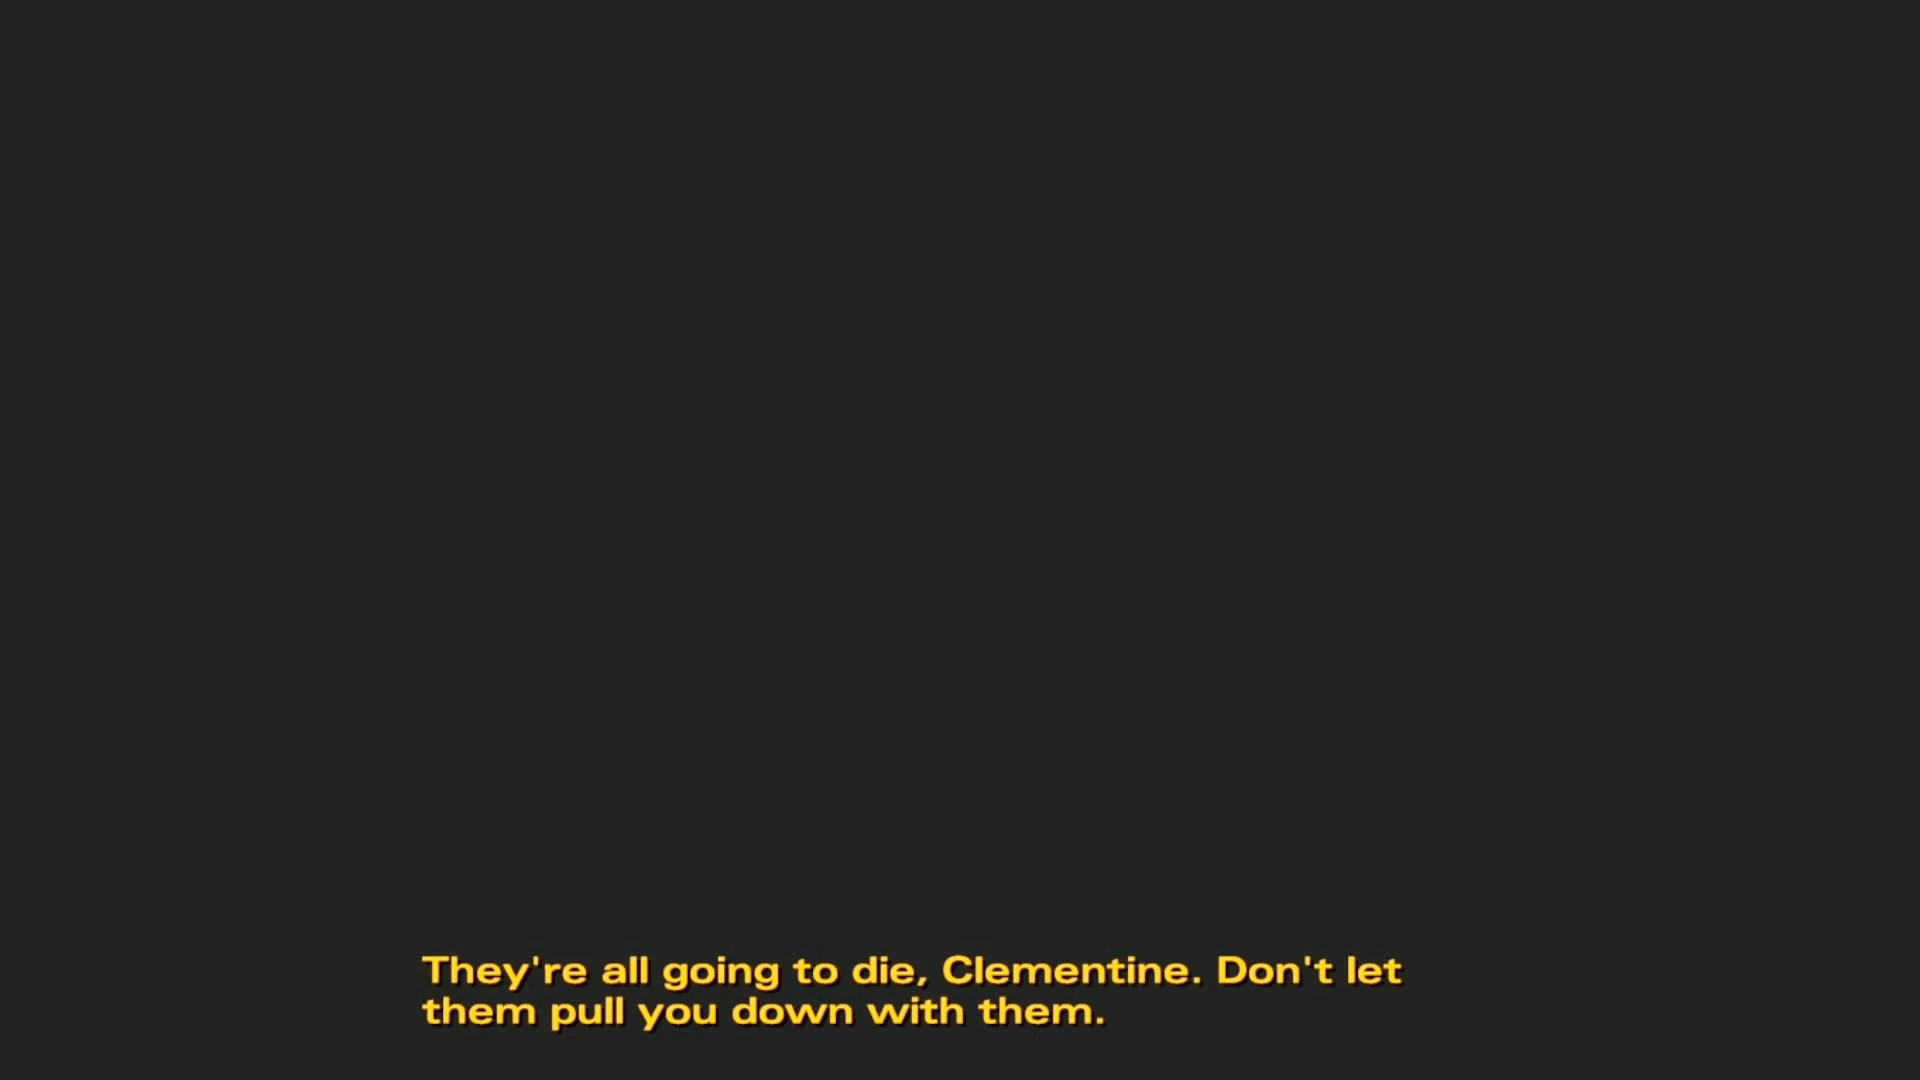 They're all going to die, Clementine. Don't let
them pull you down with them.